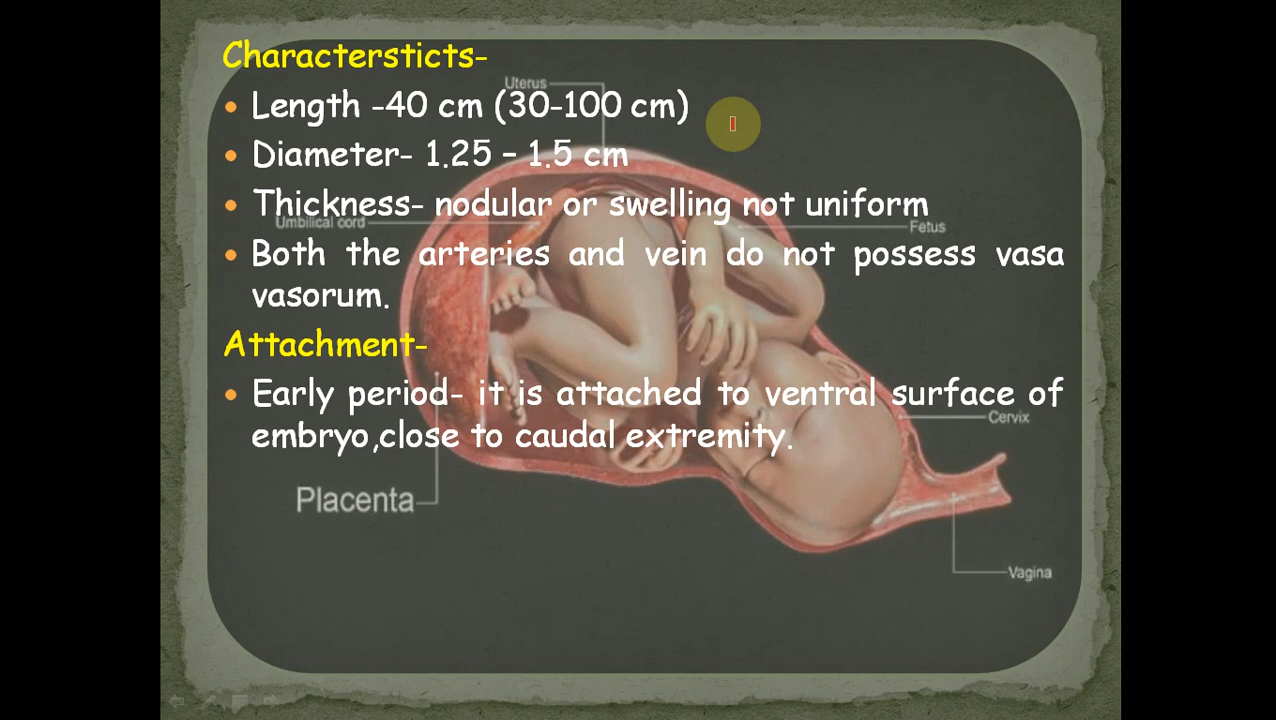 Charactersticts-
Uterus
• Length -40 cm (30-100 cm)
• Diameter- 1.25 – 1.5 cm
• Thickness- nodular or swelling not uniform
Umbilical cord
Fetus
• Both the arteries and vein do not possess vasa
vasorum.
Attachment-
• Early period- it is attached to ventral surface of
Cervix
embryo,close to caudal extremity.
Placenta
Vagina